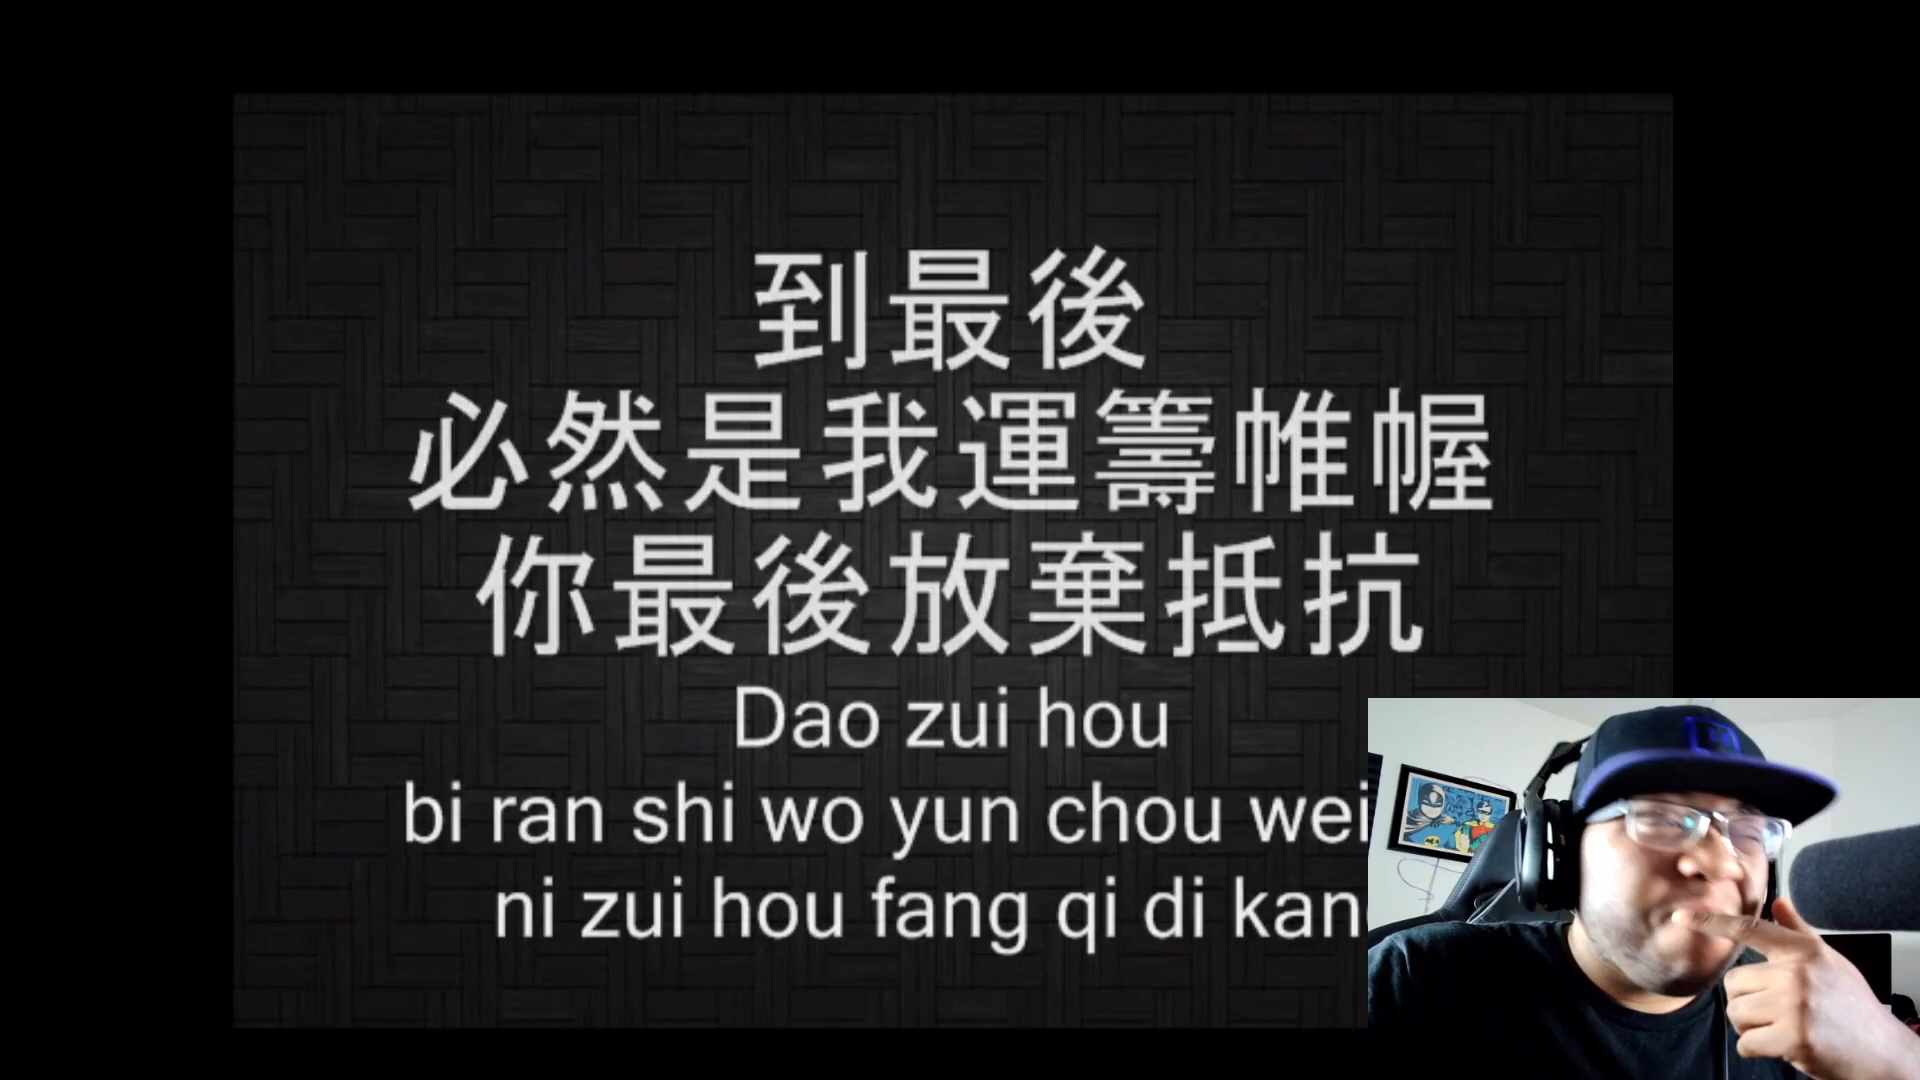 到最後
必然是我運籌帷幄
你最後放棄抵抗
Dao zui hou
bi ran shi wo yun chou wei
ni zui hou fang qi di kan